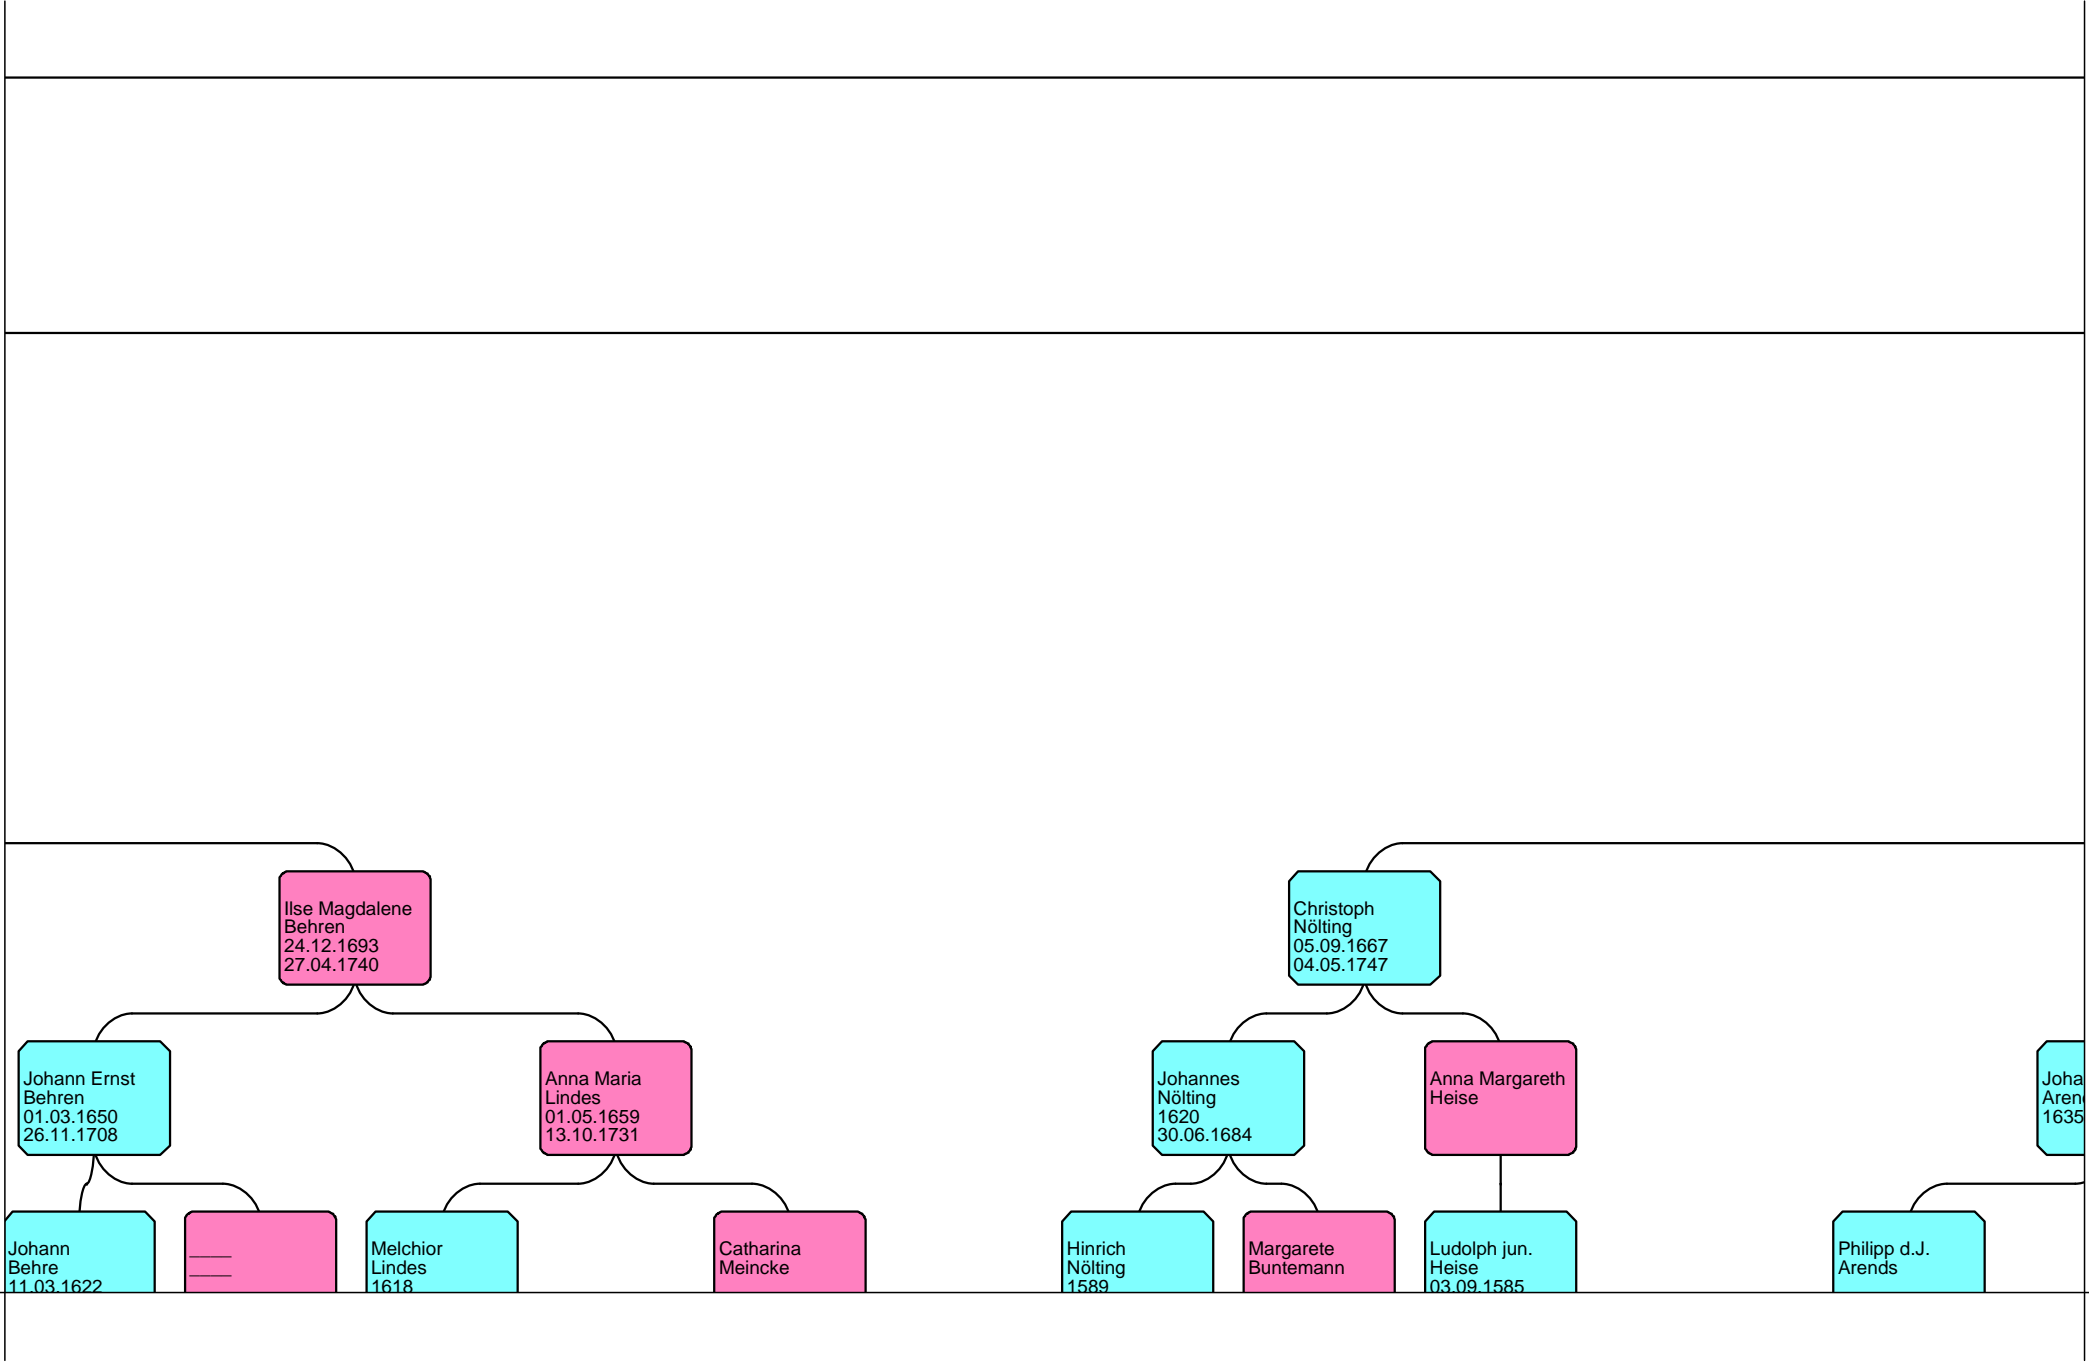 Ilse Magdalene
Behren
24.12.1693
27.04.1740
Christoph
Nölting
05.09.1667
04.05.1747
Johann Ernst
Behren
01.03.1650
26.11.1708
Anna Maria
Lindes
01.05.1659
13.10.1731
Johannes
Nölting
1620
30.06.1684
Anna Margareth
Heise
1635
Johann
Behre
11.03.1622
Melchior
Lindes
1618
Catharina
Meincke
Hinrich
Nölting
1589
Margarete
Buntemann
Ludolph jun.
Heise
03.09.1585
Philipp d.J.
Arends